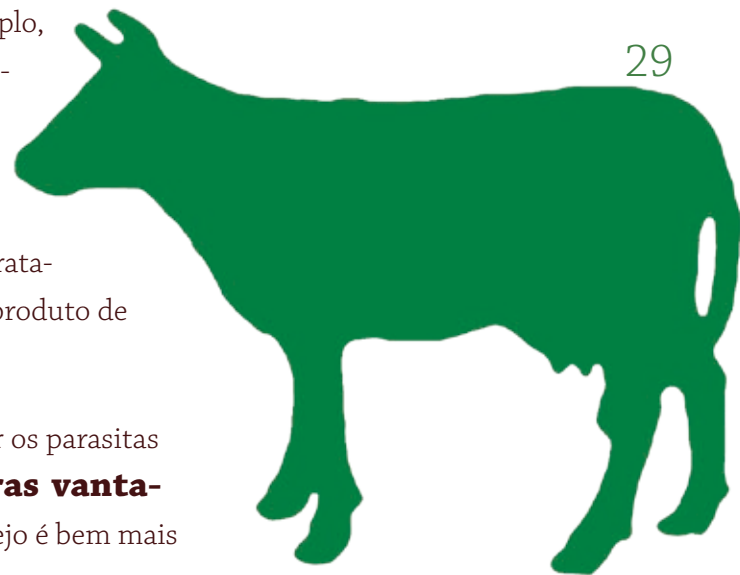 plo,
29
-
rata-
produto de
r os parasitas
ras vanta-
ejo é bem mais